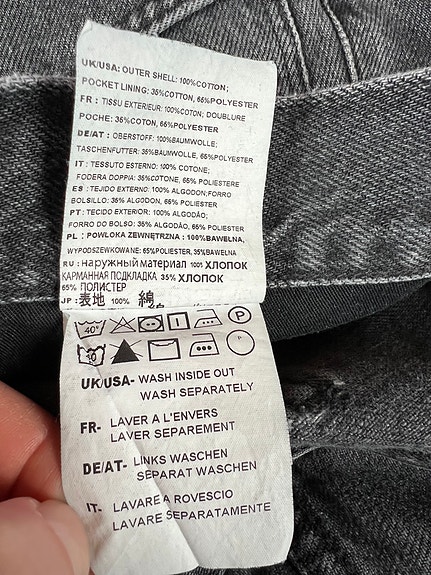 UK/USA: OUTER SHELL: 100%COTTON;
POCKET LINING: 35%COTTON, 65%POLYESTER
FR : TISSU EXTERIEUR: 100%COTON; DOUBLURE
POCHE: 35%COTON, 65%POLYESTER
DE/AT : OBERSTOFF: 100%BAUMWOLLE;
TASCHENFUTTER: 35%BAUMWOLLE, 65%POLYESTER
IT : TESSUTO ESTERNO: 100% COTONE;
FODERA DOPPIA: 35%COTONE, 65% POLIESTERE
ES : TEJIDO EXTERNO: 100% ALGODON;FORRO
BOLSILLO: 35% ALGODON, 65% POLIESTER
PT : TECIDO EXTERIOR: 100% ALGODÃO;
FORRO DO BOLSO: 35% ALGODÃO, 65% POLIESTER
PL : POWLOKA ZEWNĘTRZNA : 100%BAWELNA,
WYPODSZEWKOWANE: 65%POLIESTER, 35%BAWELNA
RU : наружный материал 100% ХЛОПОК
КАРМАННАЯ ПОДКЛАДКА 35% ХЛОПОК
65% ПОЛИСТЕР
JP : 表地 100% 綿
40° P
UK/USA- WASH INSIDE OUT
WASH SEPARATELY
FR- LAVER A L'ENVERS
LAVER SEPAREMENT
DE/AT- LINKS WASCHEN
SEPARAT WASCHEN
IT- LAVARE A ROVESCIO
LAVARE SEPARATAMENTE